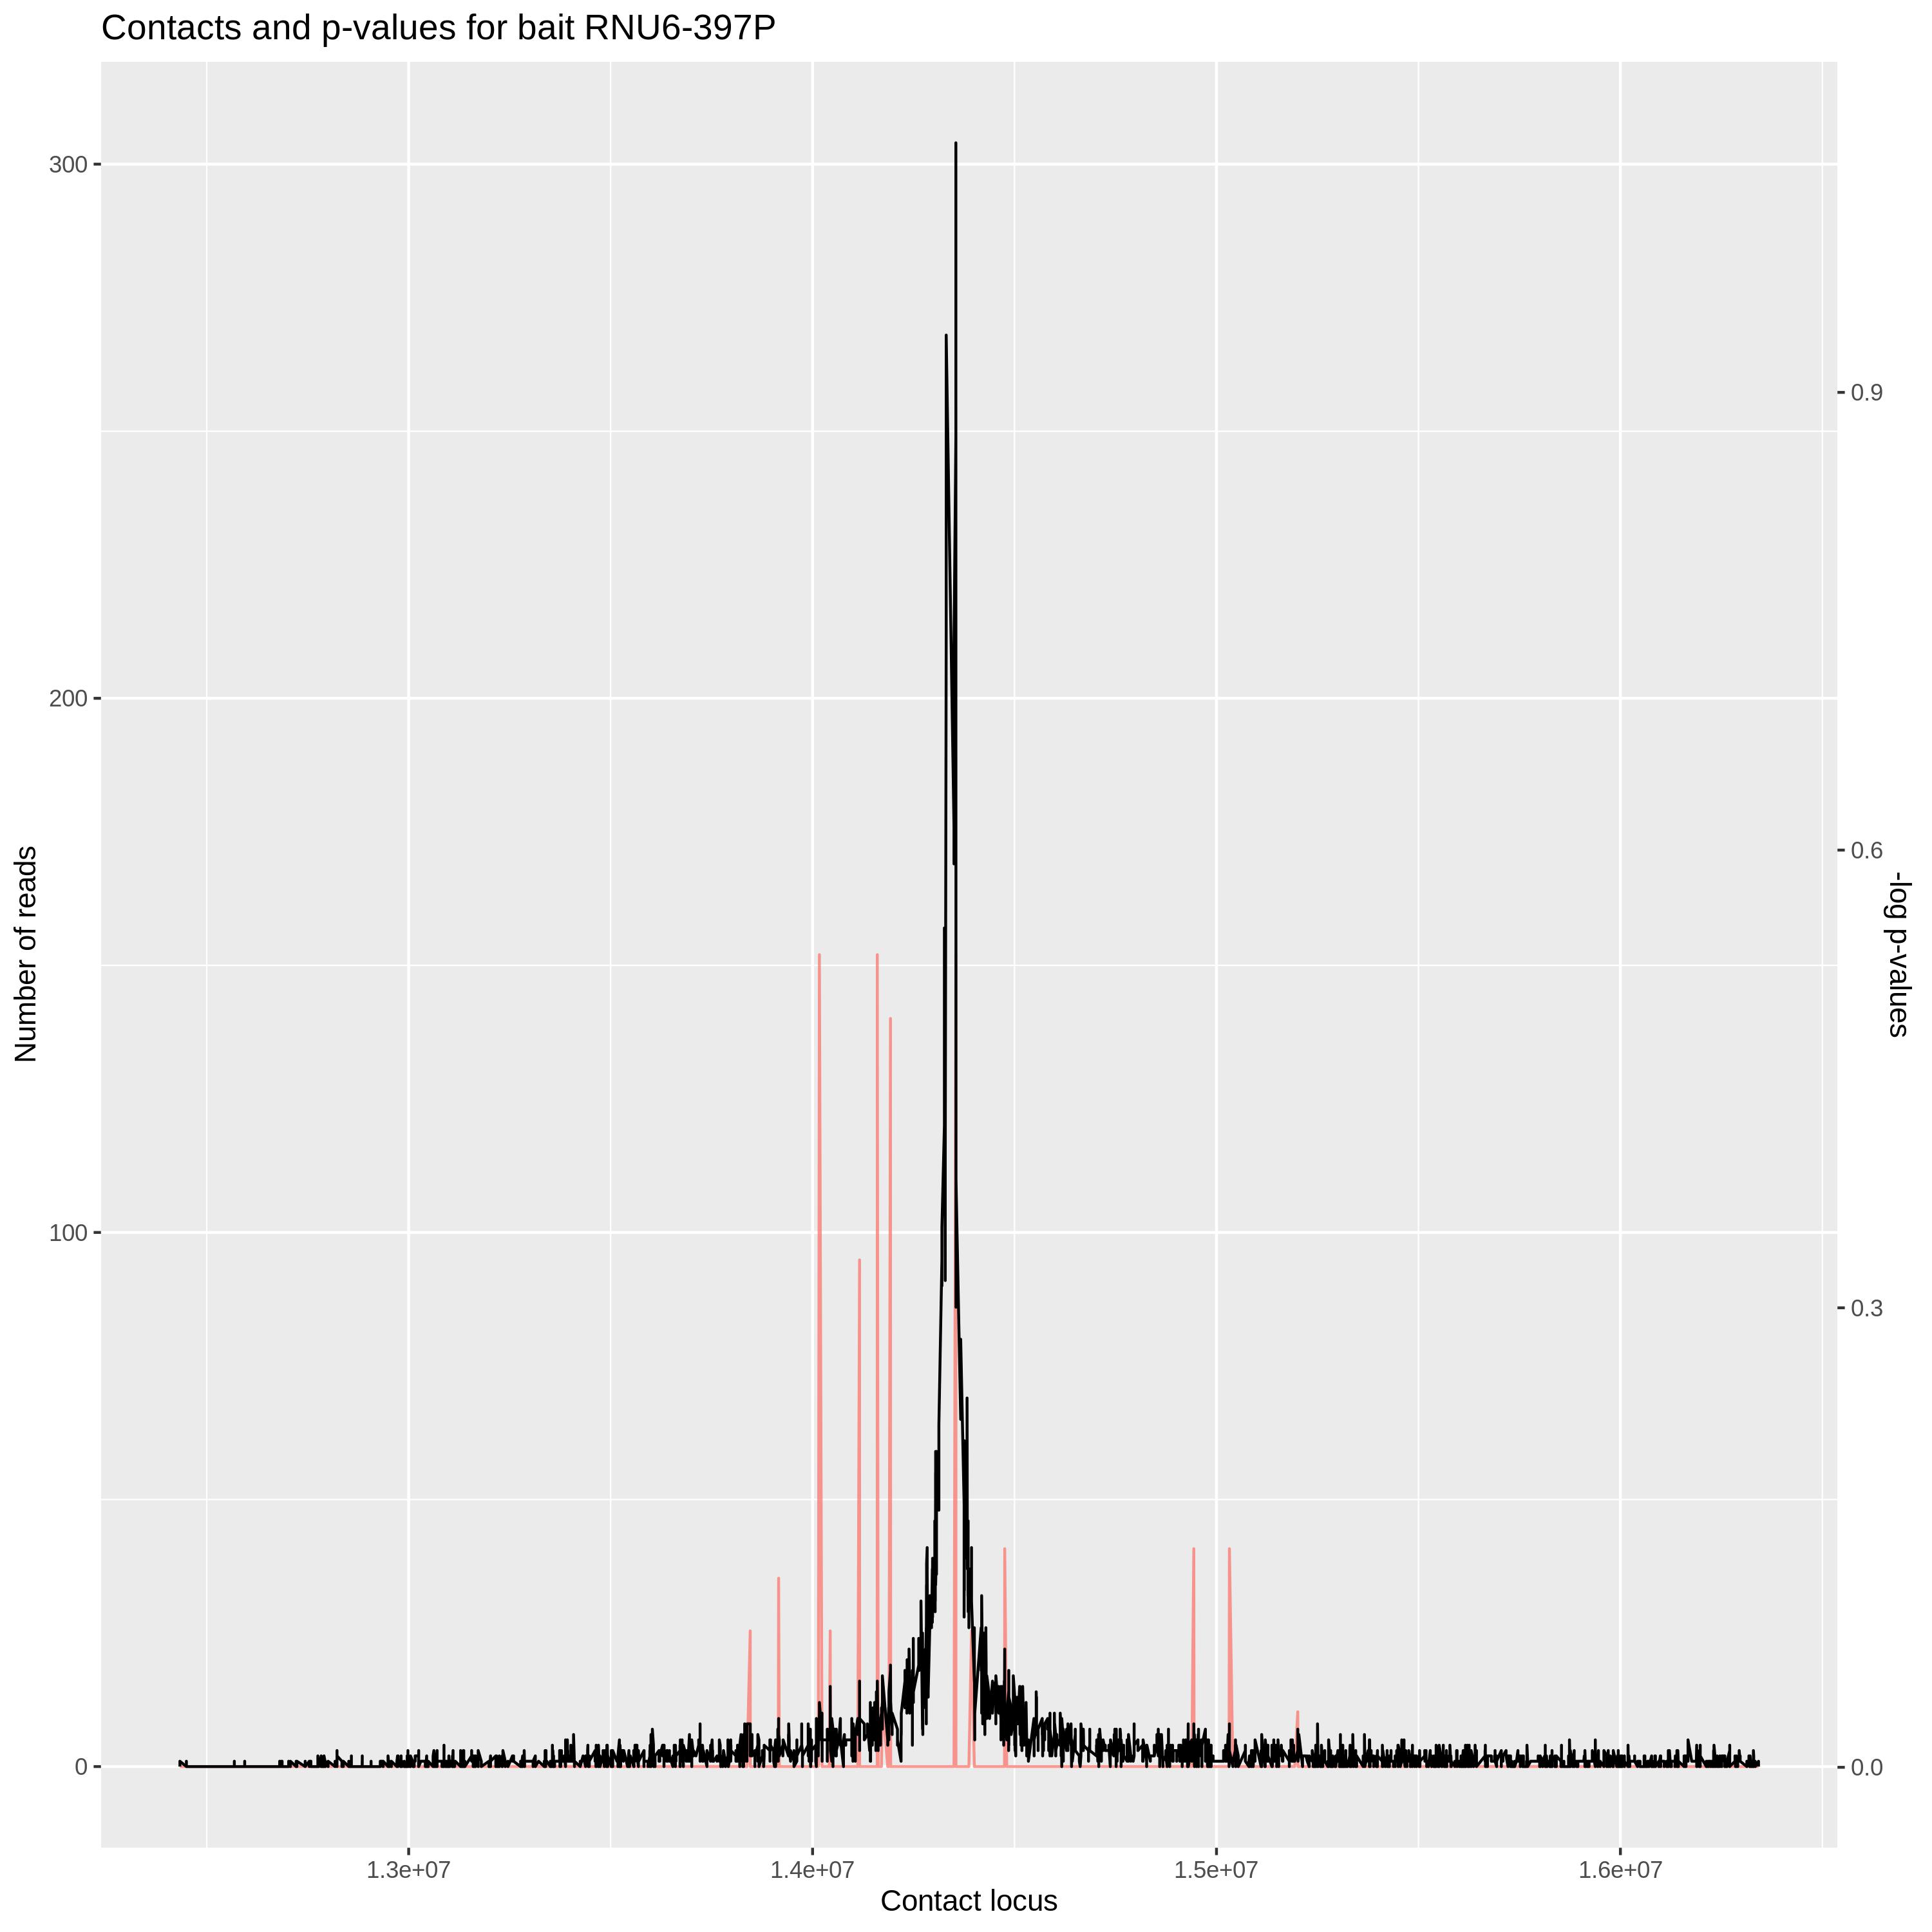 Contacts and p-values for bait RNU6-397P
300
200
100
0
Number of reads
0.9
0.6
0.3
0.0
-log p-values
1.3e+07
1.4e+07
1.5e+07
1.6e+07
Contact locus